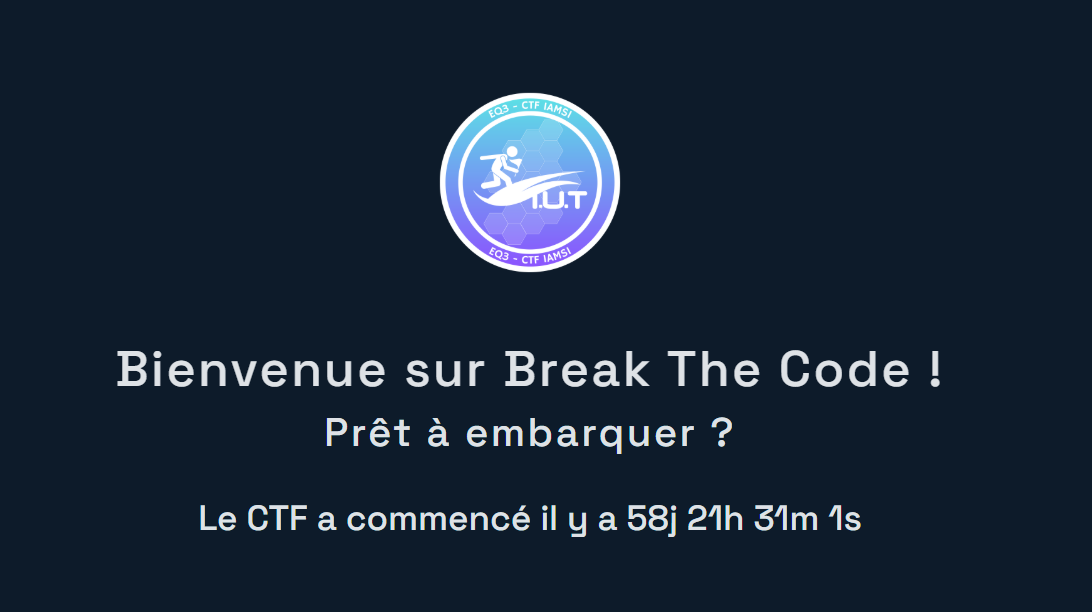 EQ3 - CTF IAMSI
I.U.T
EQ3 - CTF IAMSI
Bienvenue sur Break The Code !
Prêt à embarquer ?
Le CTF a commencé il y a 58j 21h 31m 1s